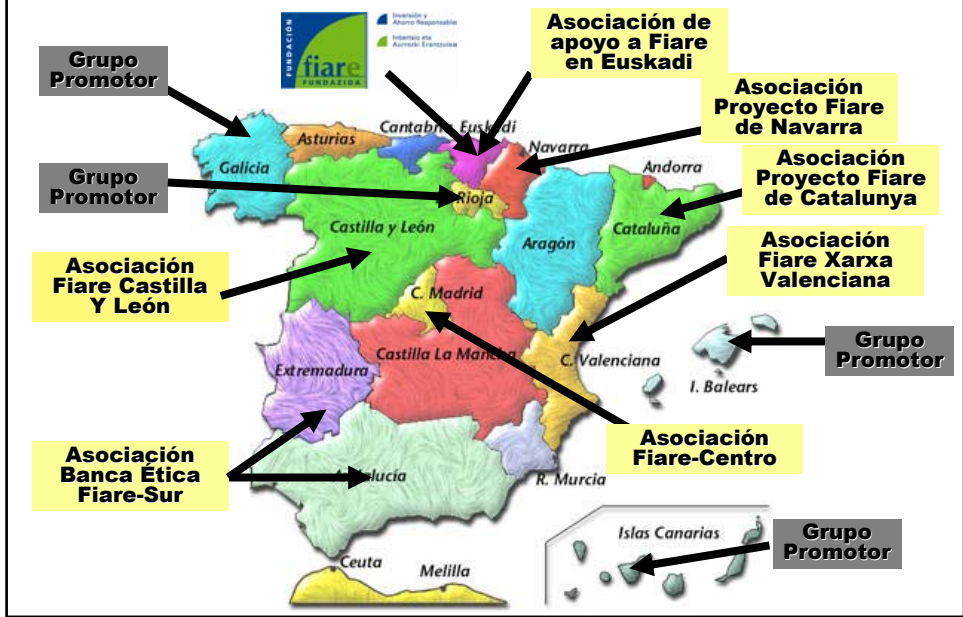 FUNDACIÓN
fiare
FUNDAZIOA
Inversión y
Ahorro Responsable
Inbertsio eta
Aurrezki Erantzulea
Asociación de
apoyo a Fiare
en Euskadi
Grupo
Promotor
Asociación
Proyecto Fiare
de Navarra
Cantabria
Euskadi
Asturias
Navarra
Galicia
Andorra
Asociación
Proyecto Fiare
de Catalunya
Grupo
Promotor
Rioja
Castilla y León
Aragón
Cataluña
Asociación
Fiare Xarxa
Valenciana
Asociación
Fiare Castilla
Y León
C. Madrid
Grupo
Promotor
Castilla La Mancha
C. Valenciana
Extremadura
I. Balears
Asociación
Fiare-Centro
Asociación
Banca Ética
Fiare-Sur
Andalucía
R. Murcia
Islas Canarias
Grupo
Promotor
Ceuta
Melilla